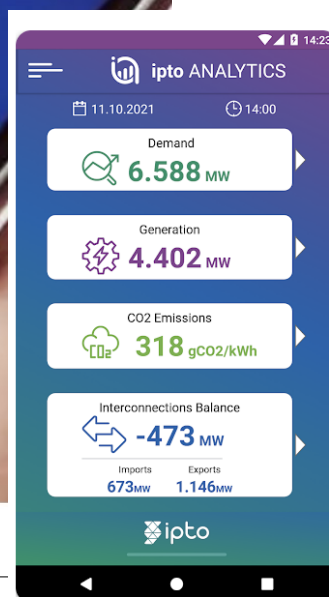 14:23
ipto ANALYTICS
11.10.2021 14:00
Demand
6.588 MW
Generation
4.402 MW
CO2 Emissions
CO2 318 gCO2/kWh
Interconnections Balance
-473 MW
Imports Exports
673MW 1.146MW
ipto